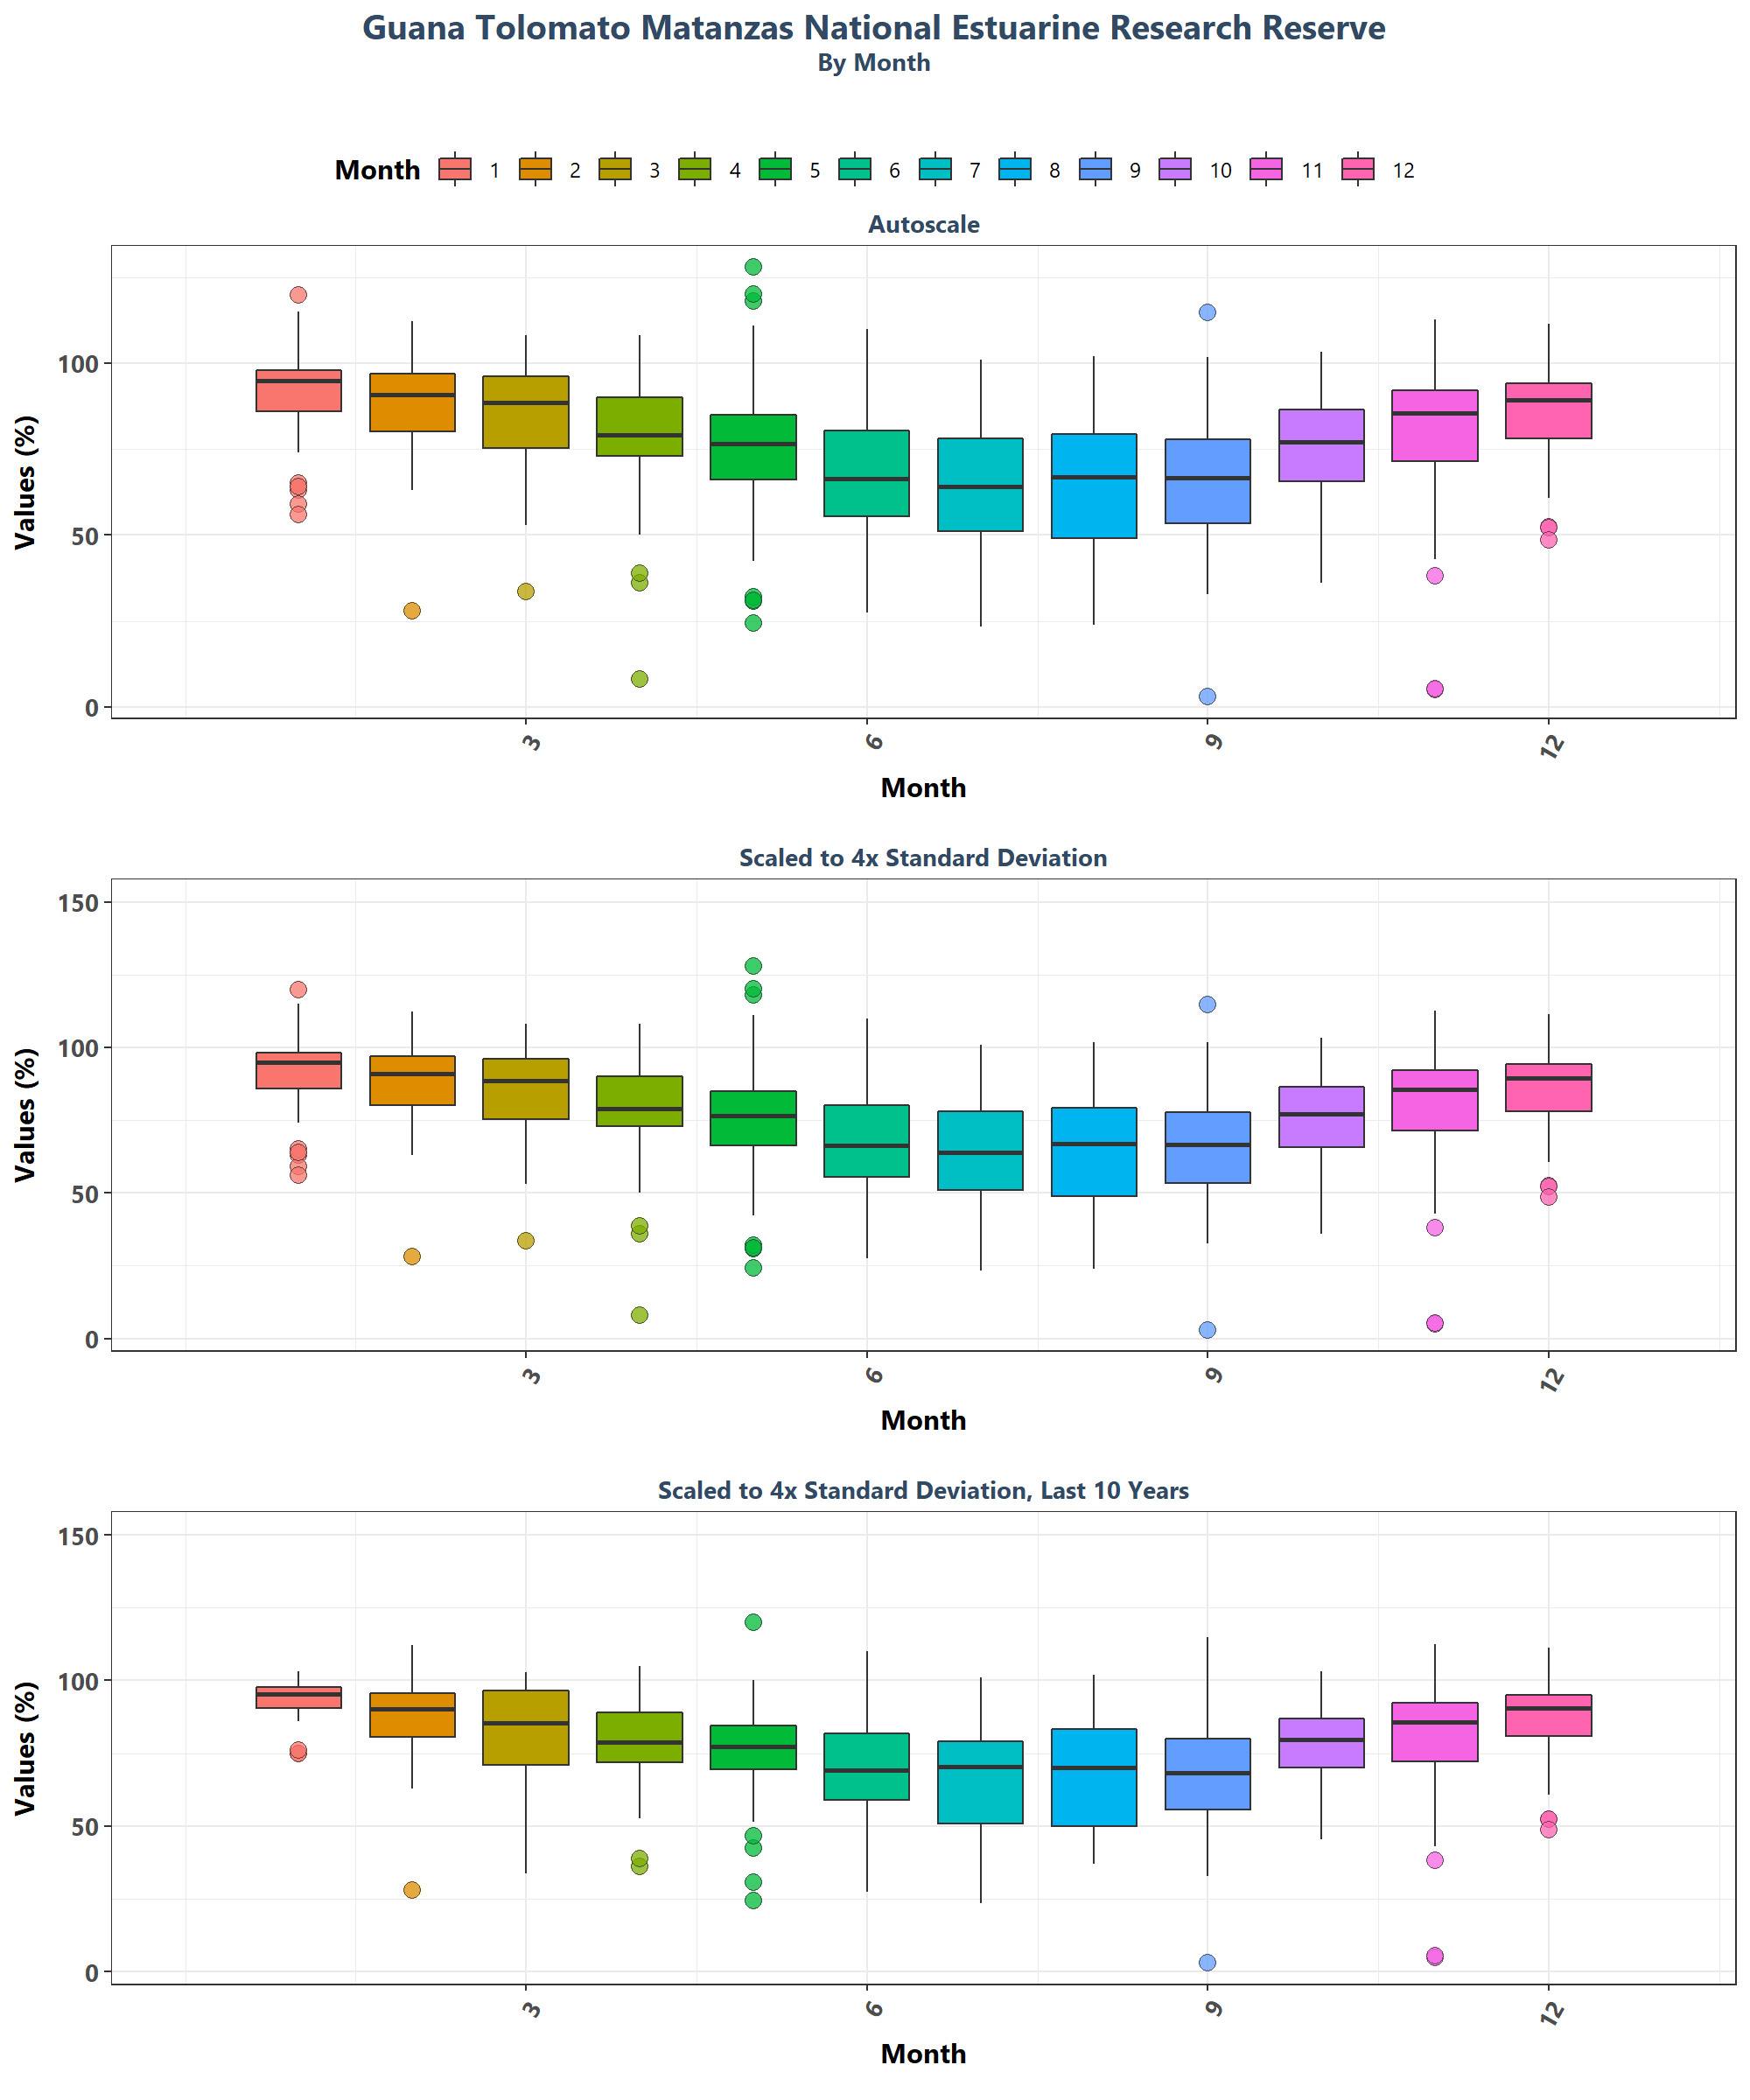 Guana Tolomato Matanzas National Estuarine Research Reserve
By Month
Month 1 2 3 4 5 6 7 8 9 10 11 12
Autoscale
Values (%)
100
50
0
3 6 9 12
Month
Scaled to 4x Standard Deviation
Values (%)
150
100
50
0
3 6 9 12
Month
Scaled to 4x Standard Deviation, Last 10 Years
Values (%)
150
100
50
0
3 6 9 12
Month